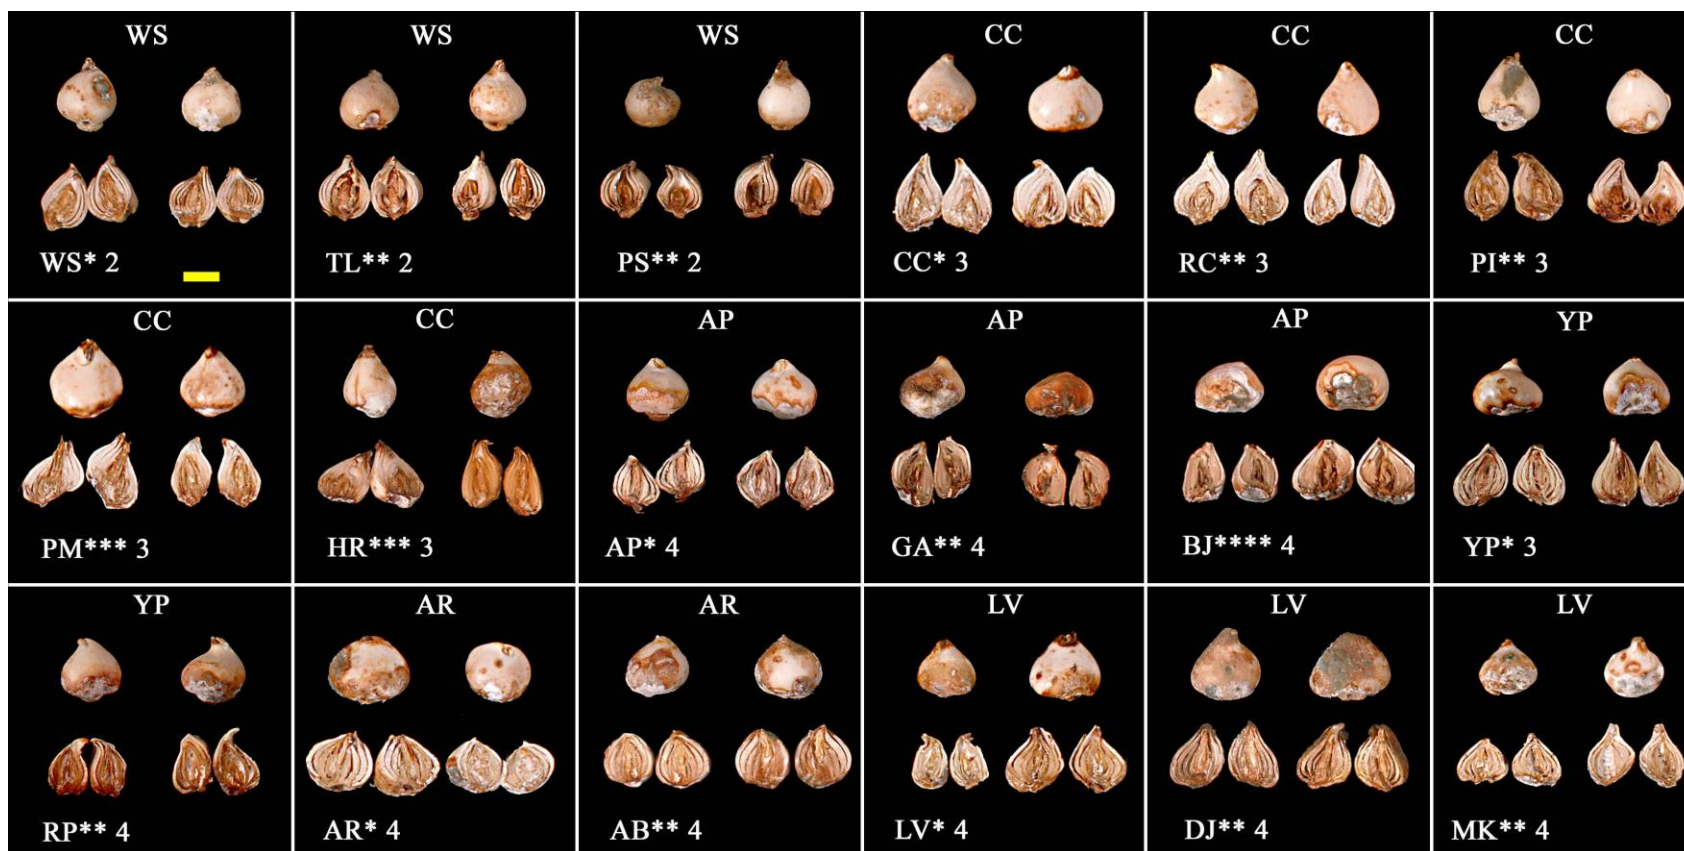 WS
WS
WS
CC
CC
CC
WS* 2
TL** 2
PS** 2
CC* 3
RC** 3
PI** 3
CC
CC
AP
AP
AP
YP
PM*** 3
HR*** 3
AP* 4
GA** 4
BJ**** 4
YP* 3
YP
AR
AR
LV
LV
LV
RP** 4
AR* 4
AB** 4
LV* 4
DJ** 4
MK** 4